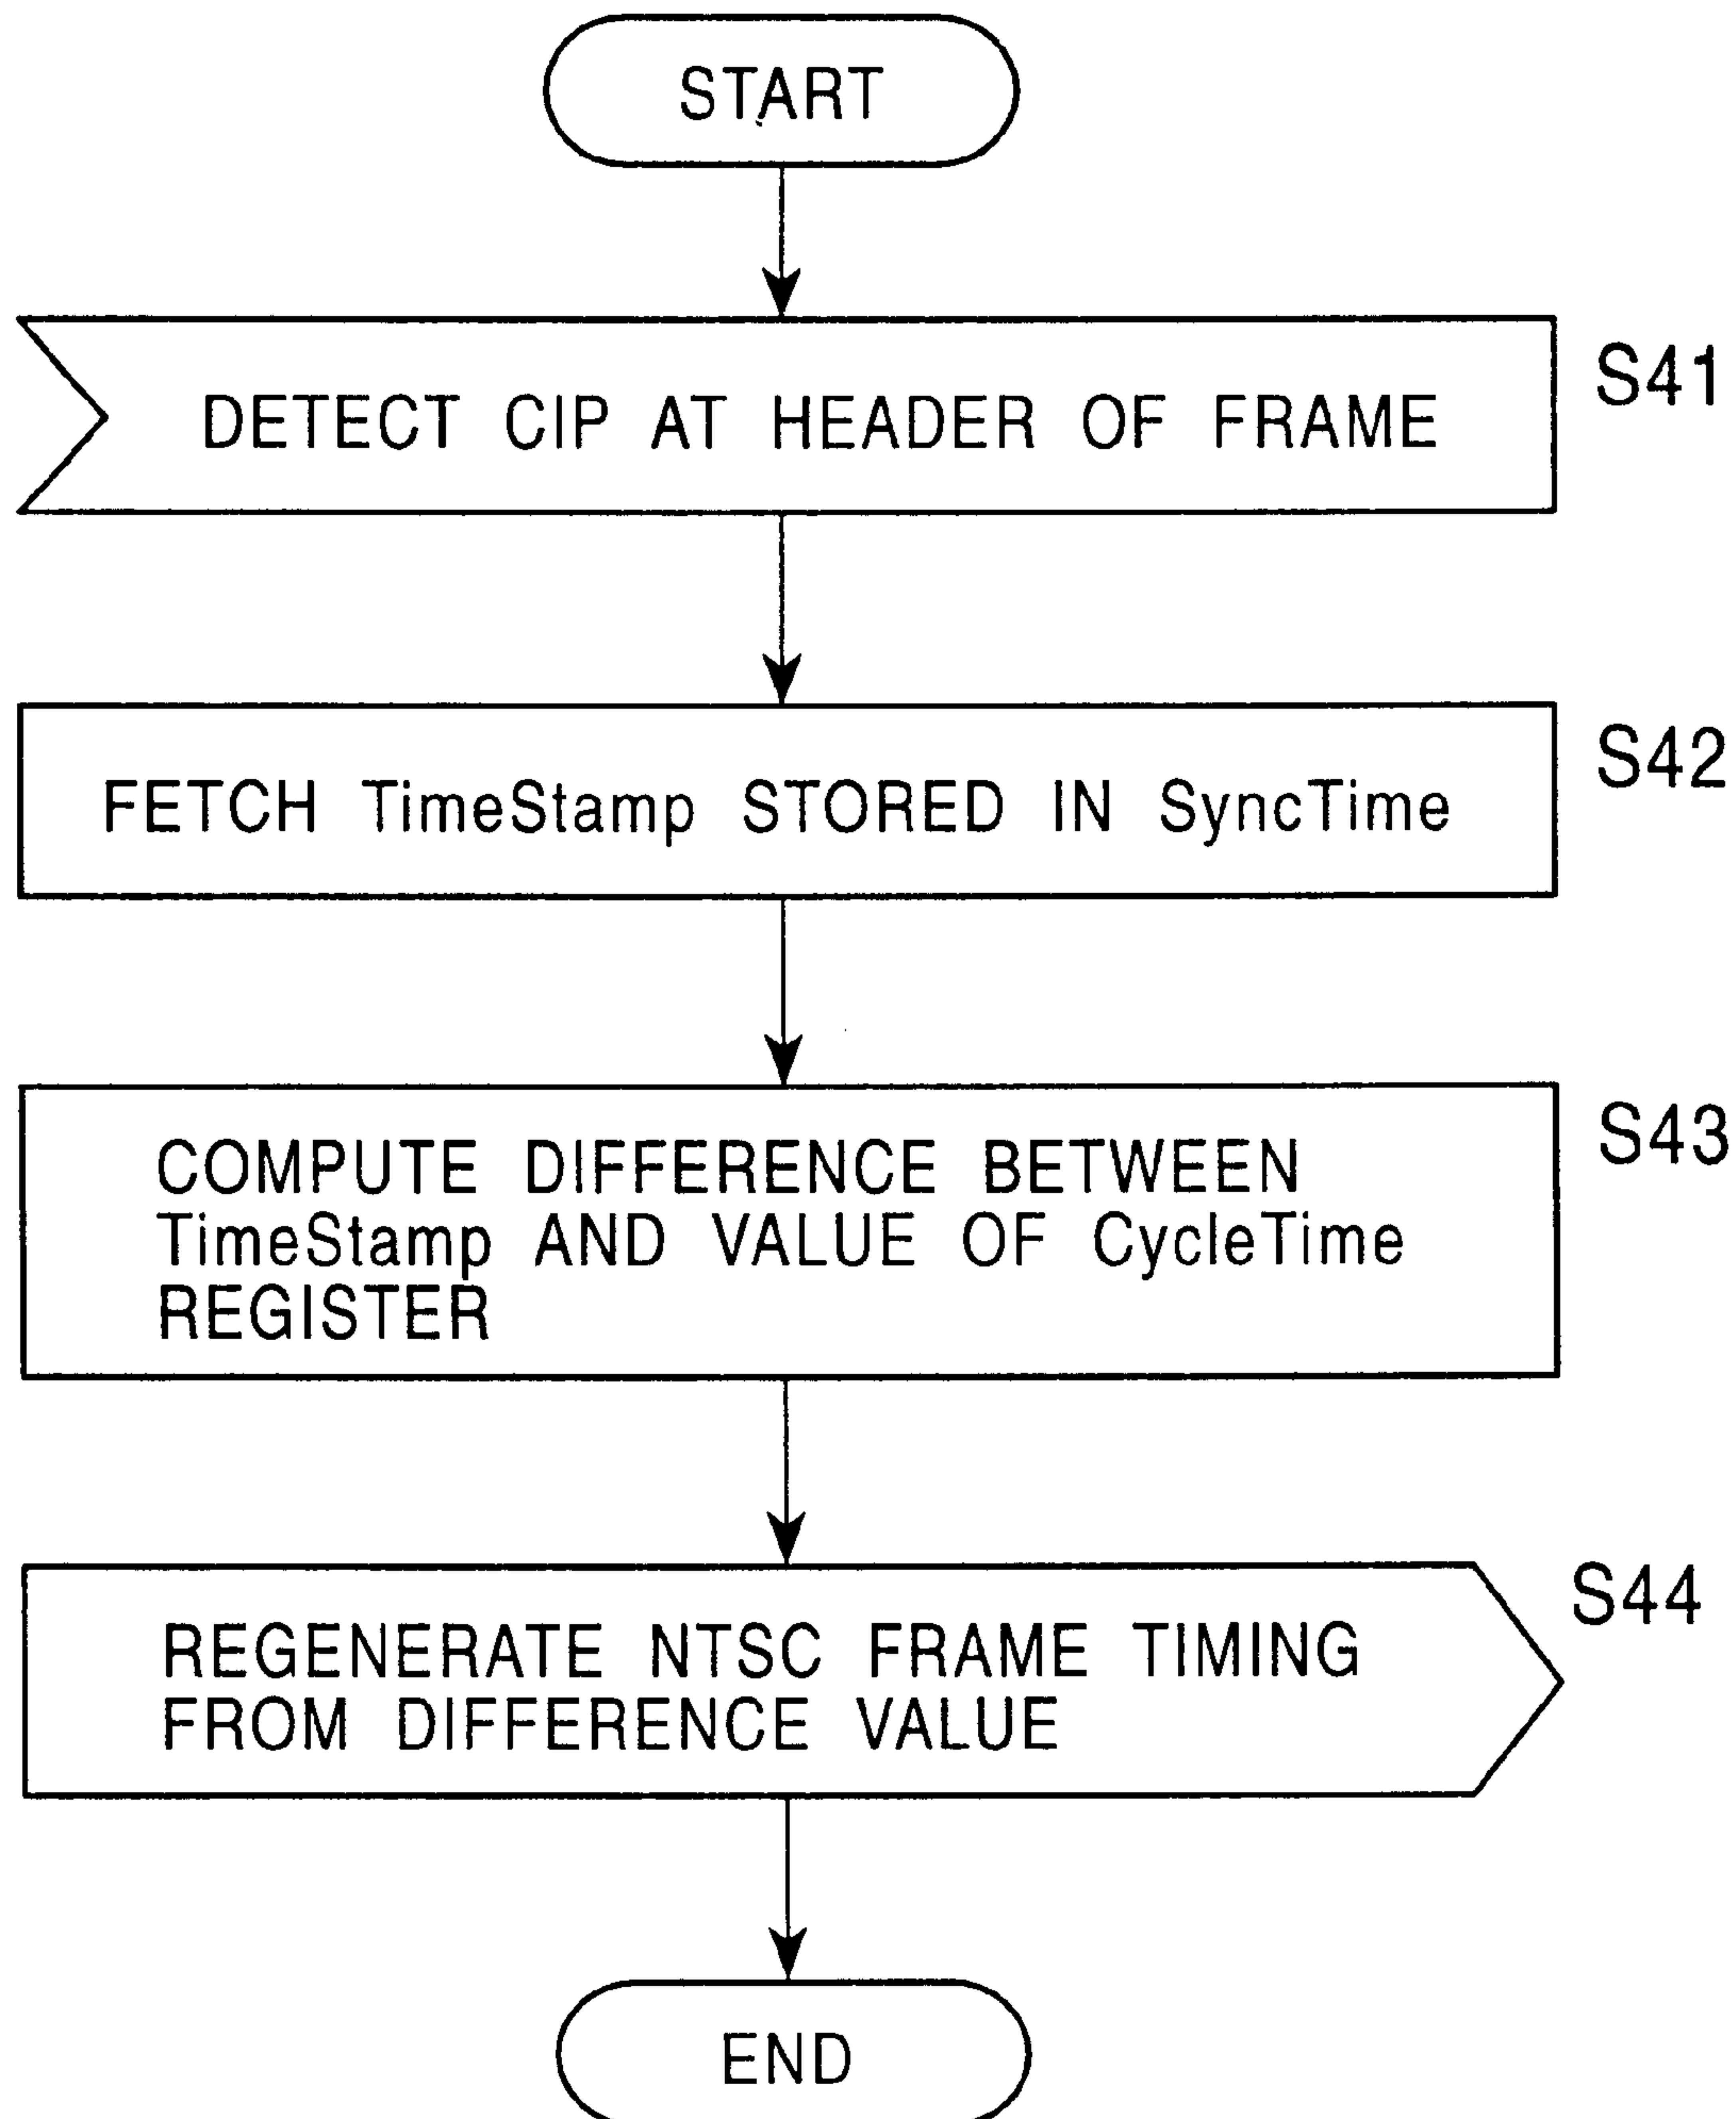 START
DETECT CIP AT HEADER OF FRAME
S41
FETCH TimeStamp STORED IN SyncTime
S42
COMPUTE DIFFERENCE BETWEEN
TimeStamp AND VALUE OF CycleTime
REGISTER
S43
REGENERATE NTSC FRAME TIMING
FROM DIFFERENCE VALUE
S44
END